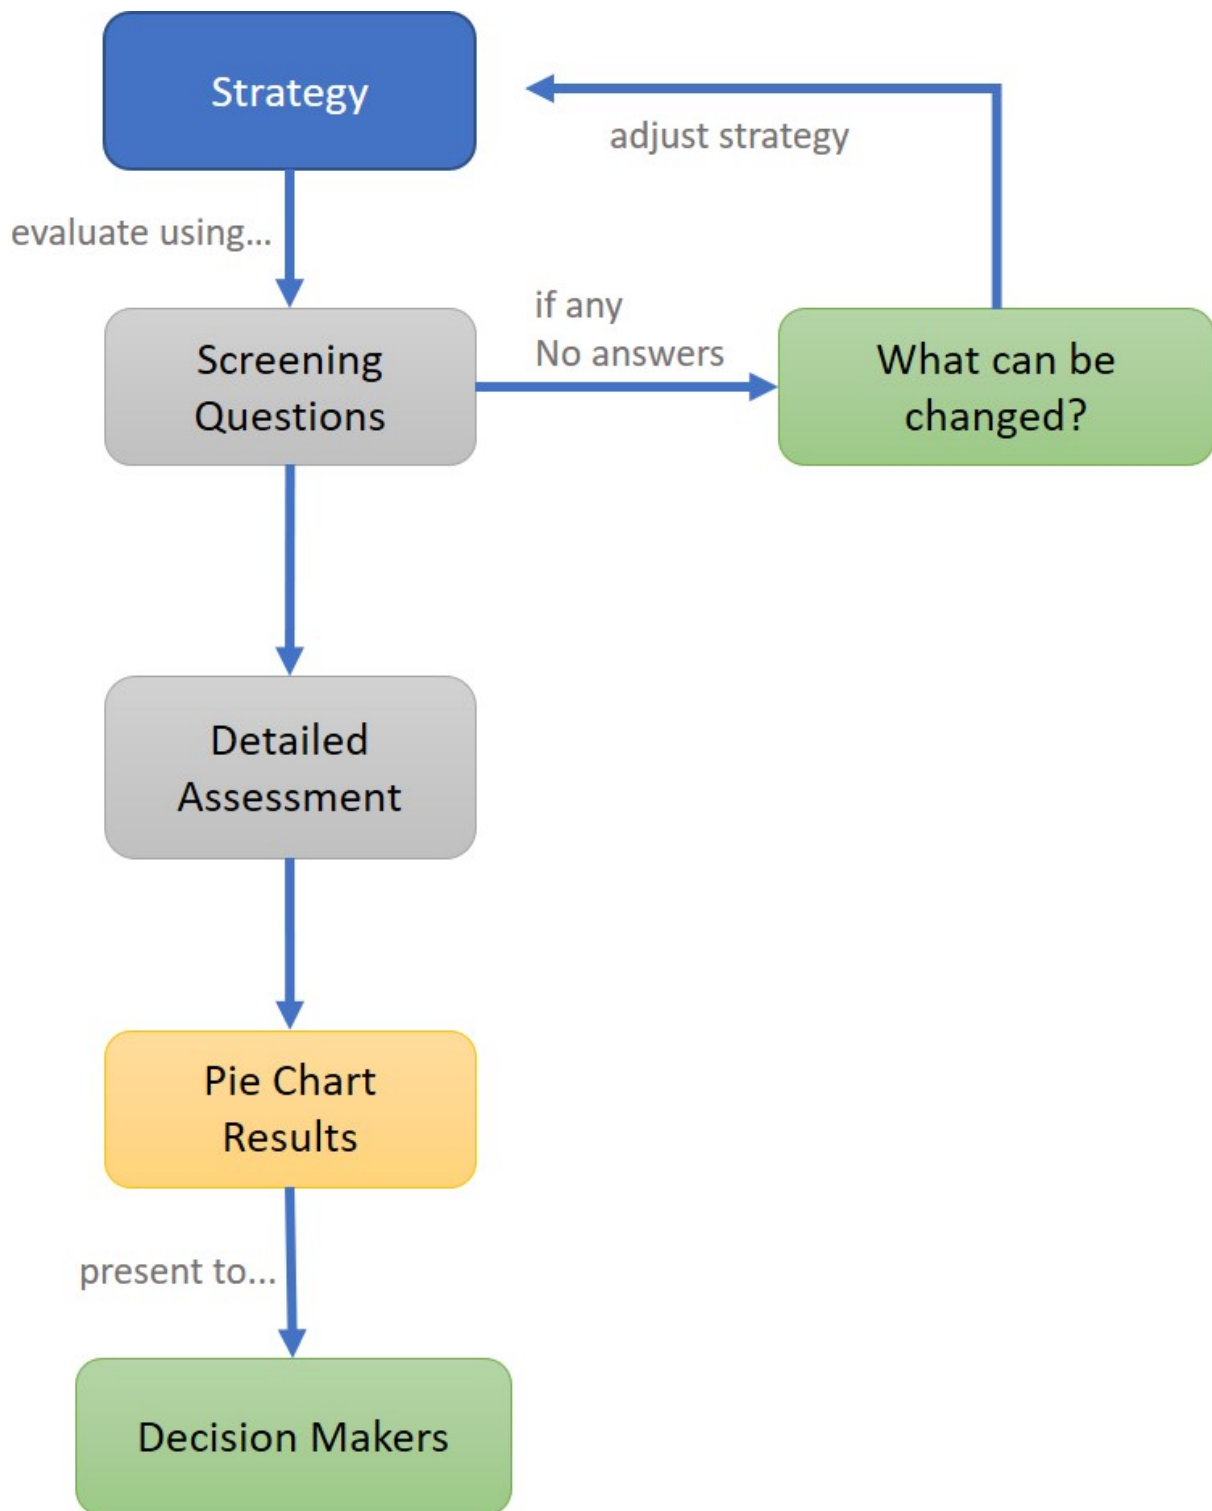 Strategy
adjust strategy
evaluate using...
if any
No answers
Screening
Questions
What can be
changed?
Detailed
Assessment
Pie Chart
Results
present to...
Decision Makers